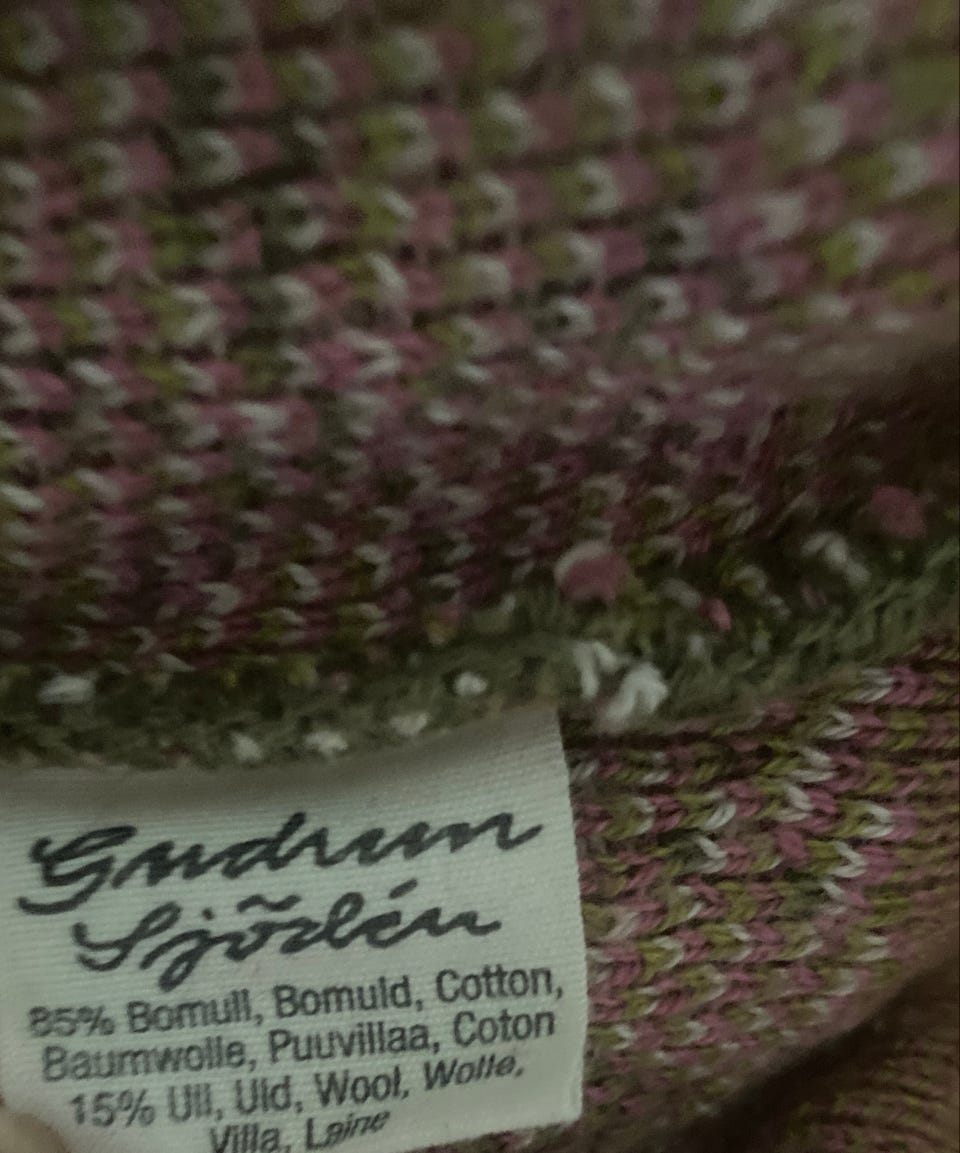 Gudrun
Sjödén
85% Bomull, Bomuld, Cotton,
Baumwolle, Puuvillaa, Coton
15% Ull, Uld, Wool, Wolle,
Villa, Laine